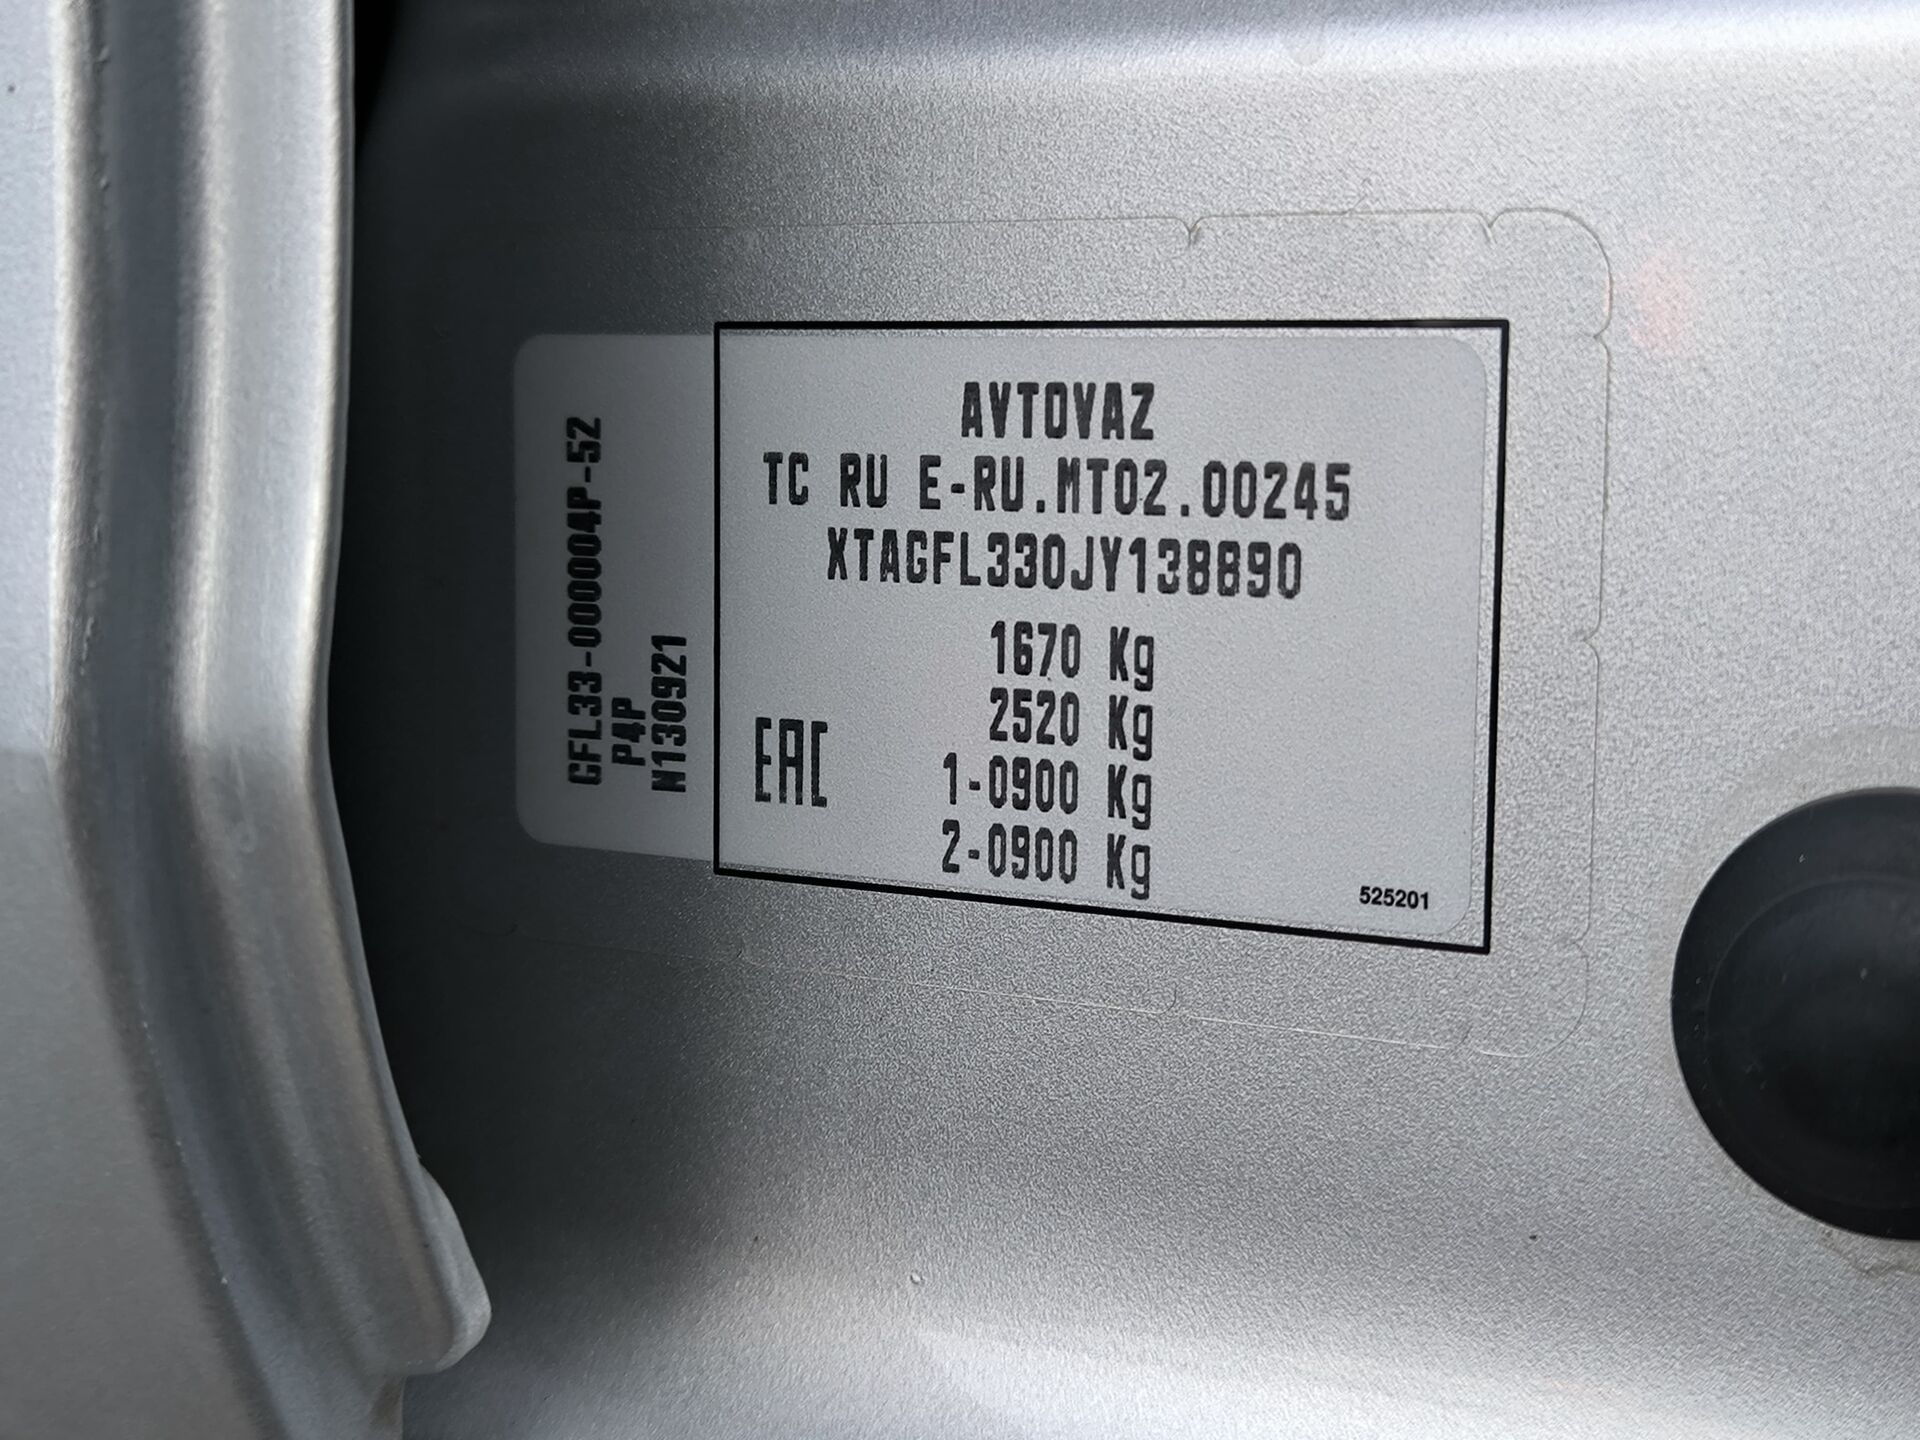 GFL33-00004P-52
P4P
N130921
AVTOVAZ
TC RU E-RU.MT02.00245
XTAGFL330JY138890
1670 Kg
2520 Kg
1-0900 Kg
2-0900 Kg
EAC
525201